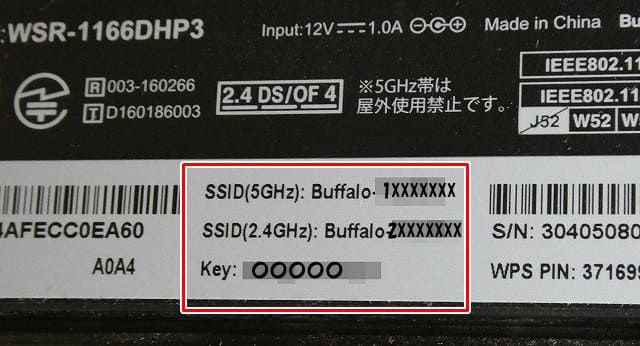 :WSR-1166DHP3
Input:12V 1.0A
Made in China
R 003-160266
T D160186003
2.4 DS/OF 4
※5GHz帯は
屋外使用禁止です。
IEEE802.11
IEEE802.11
J52 W52
SSID(5GHz): Buffalo-1XXXXXXX
SSID(2.4GHz): Buffalo-2XXXXXXX
Key: OOOOO
4AFECC0EA60
A0A4
S/N: 30405080
WPS PIN: 371699